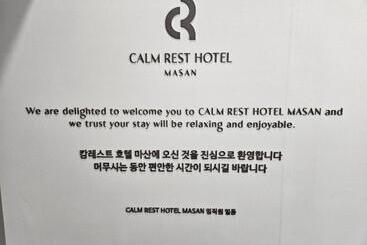 CALM REST HOTEL
MASAN
We are delighted to welcome you to CALM REST HOTEL MASAN and
we trust your stay will be relaxing and enjoyable.
캄레스트 호텔 마산에 오신 것을 진심으로 환영합니다
머무시는 동안 편안한 시간이 되시길 바랍니다
CALM REST HOTEL MASAN 임직원 일동